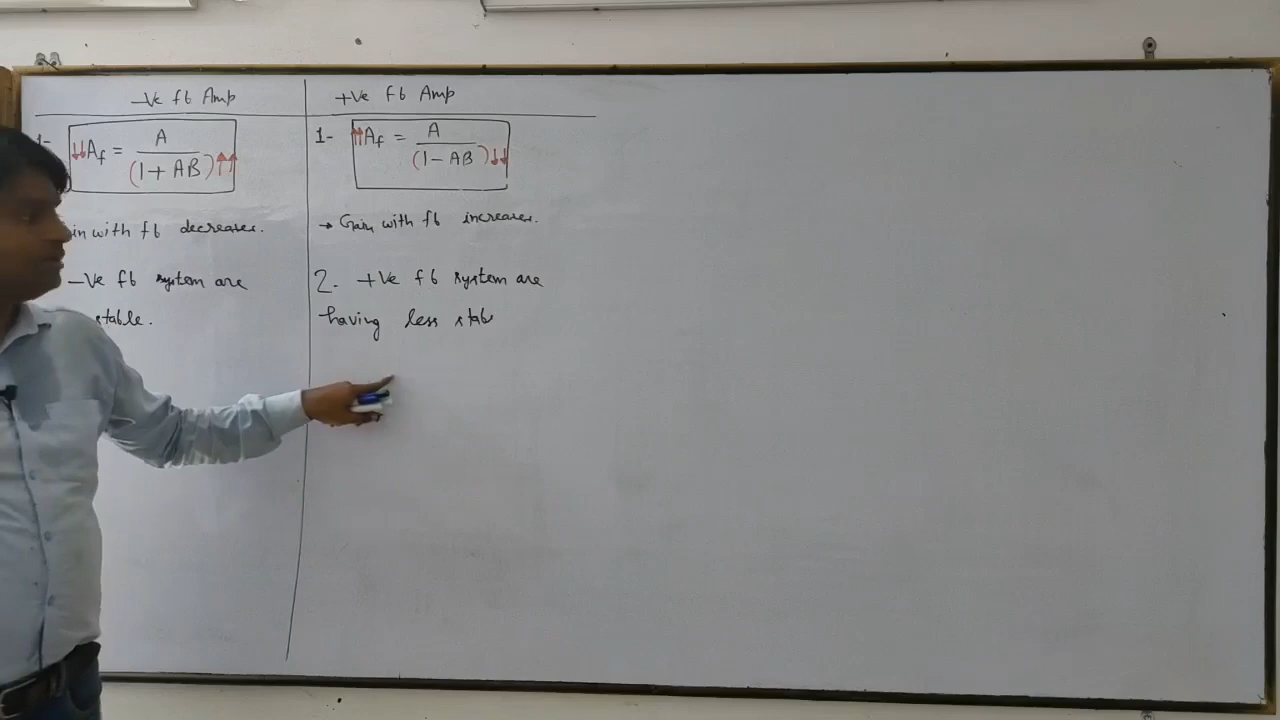 -Ve fb Amp
1- Af = A / (1 + AB)
in with fb decreases.
-Ve fb system are
stable.
+Ve fb Amp
1- Af = A / (1 - AB)
→ Gain with fb increases.
2. +Ve fb system are
having less stab